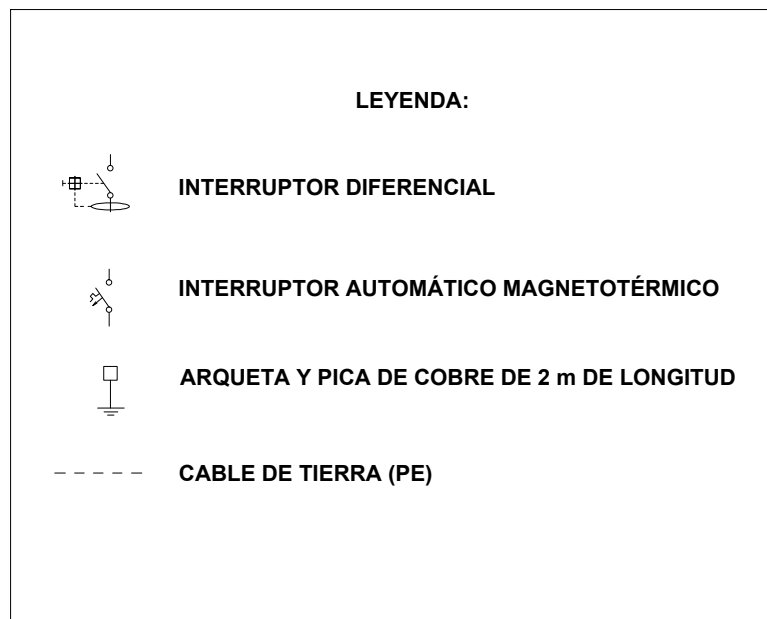 LEYENDA:
INTERRUPTOR DIFERENCIAL
INTERRUPTOR AUTOMÁTICO MAGNETOTÉRMICO
ARQUETA Y PICA DE COBRE DE 2 m DE LONGITUD
CABLE DE TIERRA (PE)